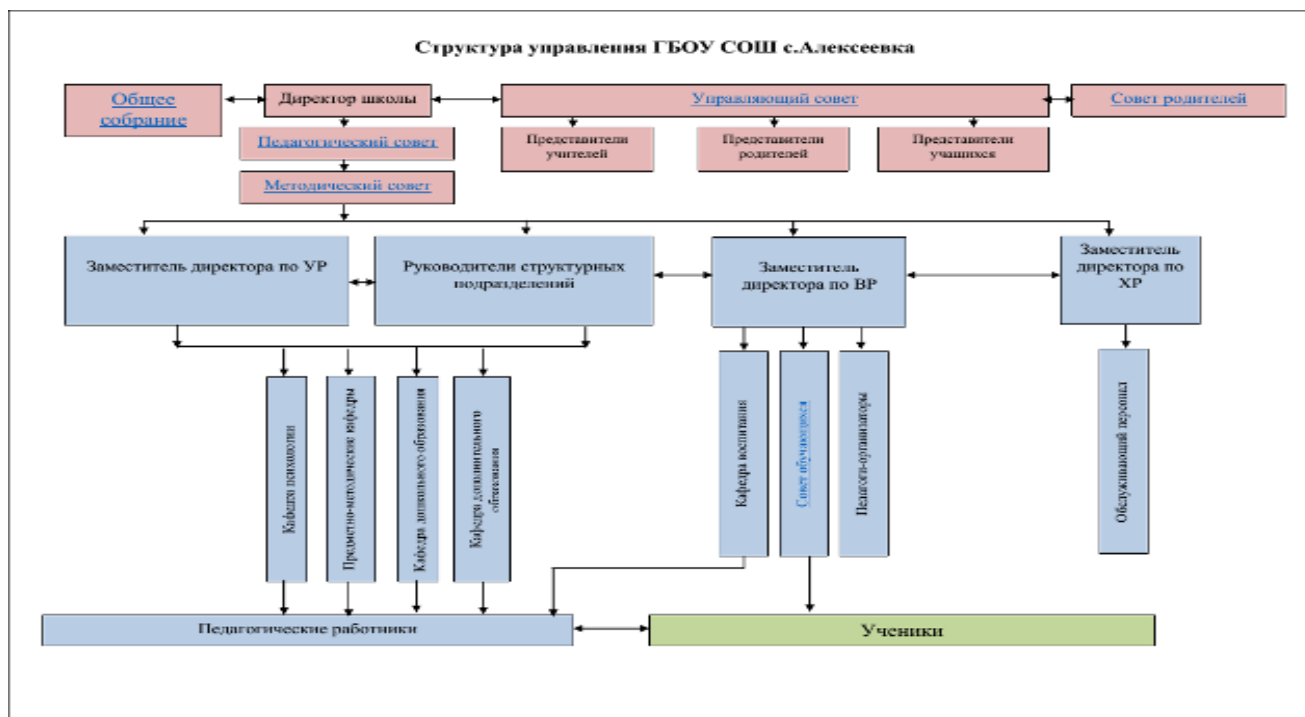 Структура управления ГБОУ СОШ с.Алексеевка
Общее
собрание
Директор школы
Управляющий совет
Совет родителей
Педагогический совет
Представители
учителей
Представители
родителей
Представители
учащихся
Методический совет
Заместитель директора по УР
Руководители структурных
подразделений
Заместитель
директора по ВР
Заместитель
директора по
ХР
Кафедра психологии
Предметно-методические кафедры
Кафедра дошкольного образования
Кафедра дополнительного
образования
Кафедра воспитания
Совет обучающихся
Педагоги-организаторы
Обслуживающий персонал
Педагогические работники
Ученики